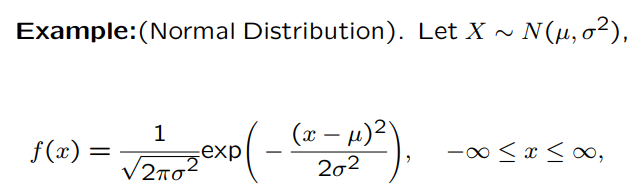 Example:(Normal Distribution). Let X ∼ N(μ, σ²),
f(x) = 1/√(2πσ²) exp( − (x − μ)²/2σ² ), −∞ ≤ x ≤ ∞,